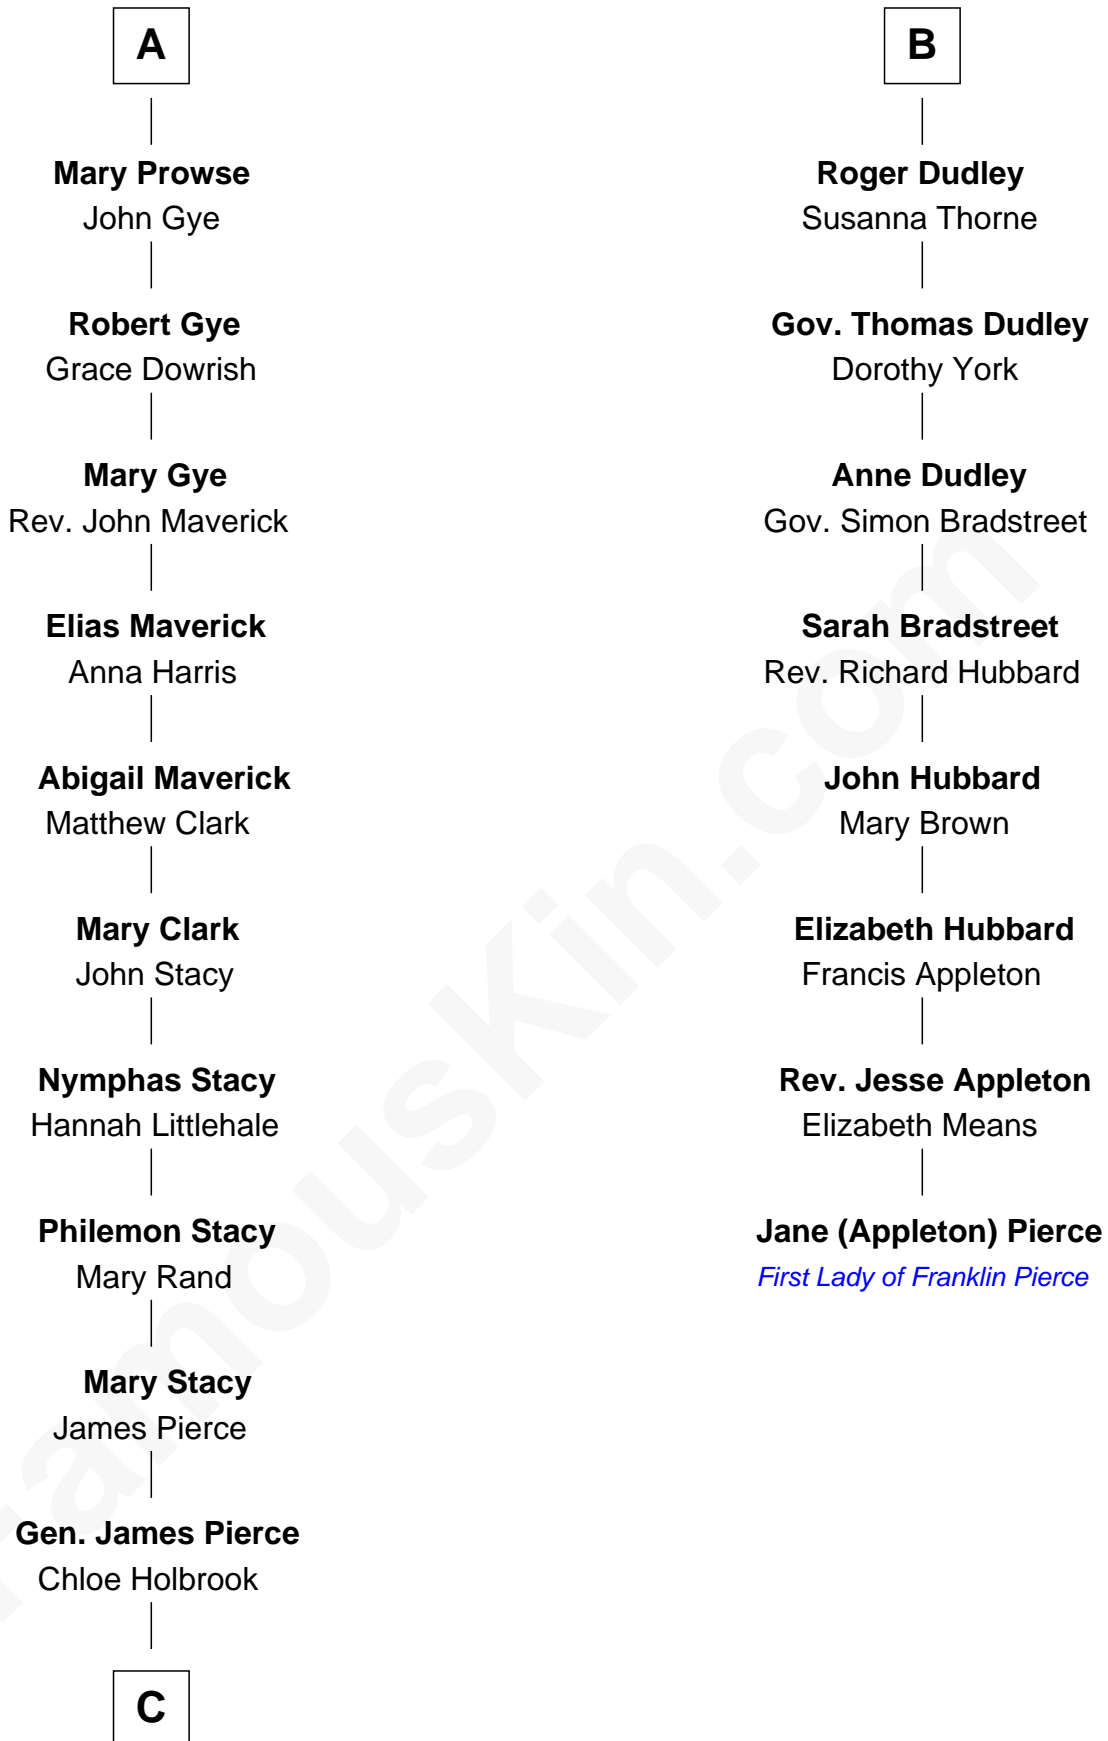 A
Mary Prowse
John Gye
Robert Gye
Grace Dowrish
Mary Gye
Rev. John Maverick
Elias Maverick
Anna Harris
Abigail Maverick
Matthew Clark
Mary Clark
John Stacy
Nymphas Stacy
Hannah Littlehale
Philemon Stacy
Mary Rand
Mary Stacy
James Pierce
Gen. James Pierce
Chloe Holbrook
C
B
Roger Dudley
Susanna Thorne
Gov. Thomas Dudley
Dorothy York
Anne Dudley
Gov. Simon Bradstreet
Sarah Bradstreet
Rev. Richard Hubbard
John Hubbard
Mary Brown
Elizabeth Hubbard
Francis Appleton
Rev. Jesse Appleton
Elizabeth Means
Jane (Appleton) Pierce
First Lady of Franklin Pierce
FamousKin.com